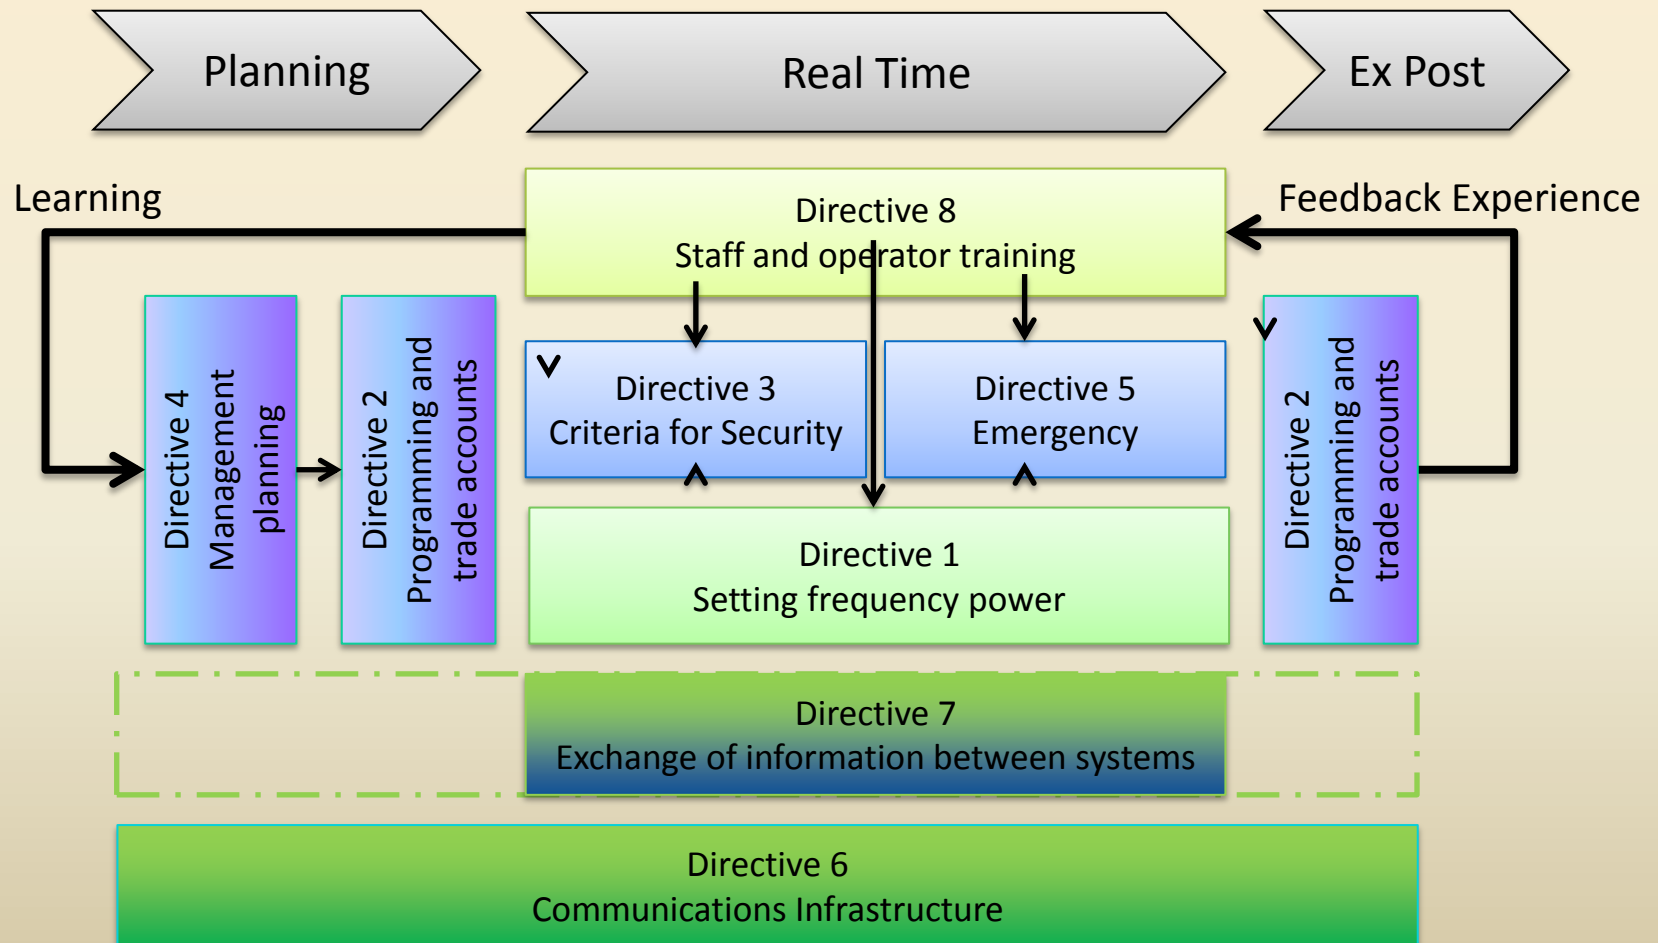 Planning
Real Time
Ex Post
Learning
Feedback Experience
Directive 8
Staff and operator training
Directive 4
Management
planning
Directive 2
Programming and
trade accounts
Directive 3
Criteria for Security
Directive 5
Emergency
Directive 2
Programming and
trade accounts
Directive 1
Setting frequency power
Directive 7
Exchange of information between systems
Directive 6
Communications Infrastructure